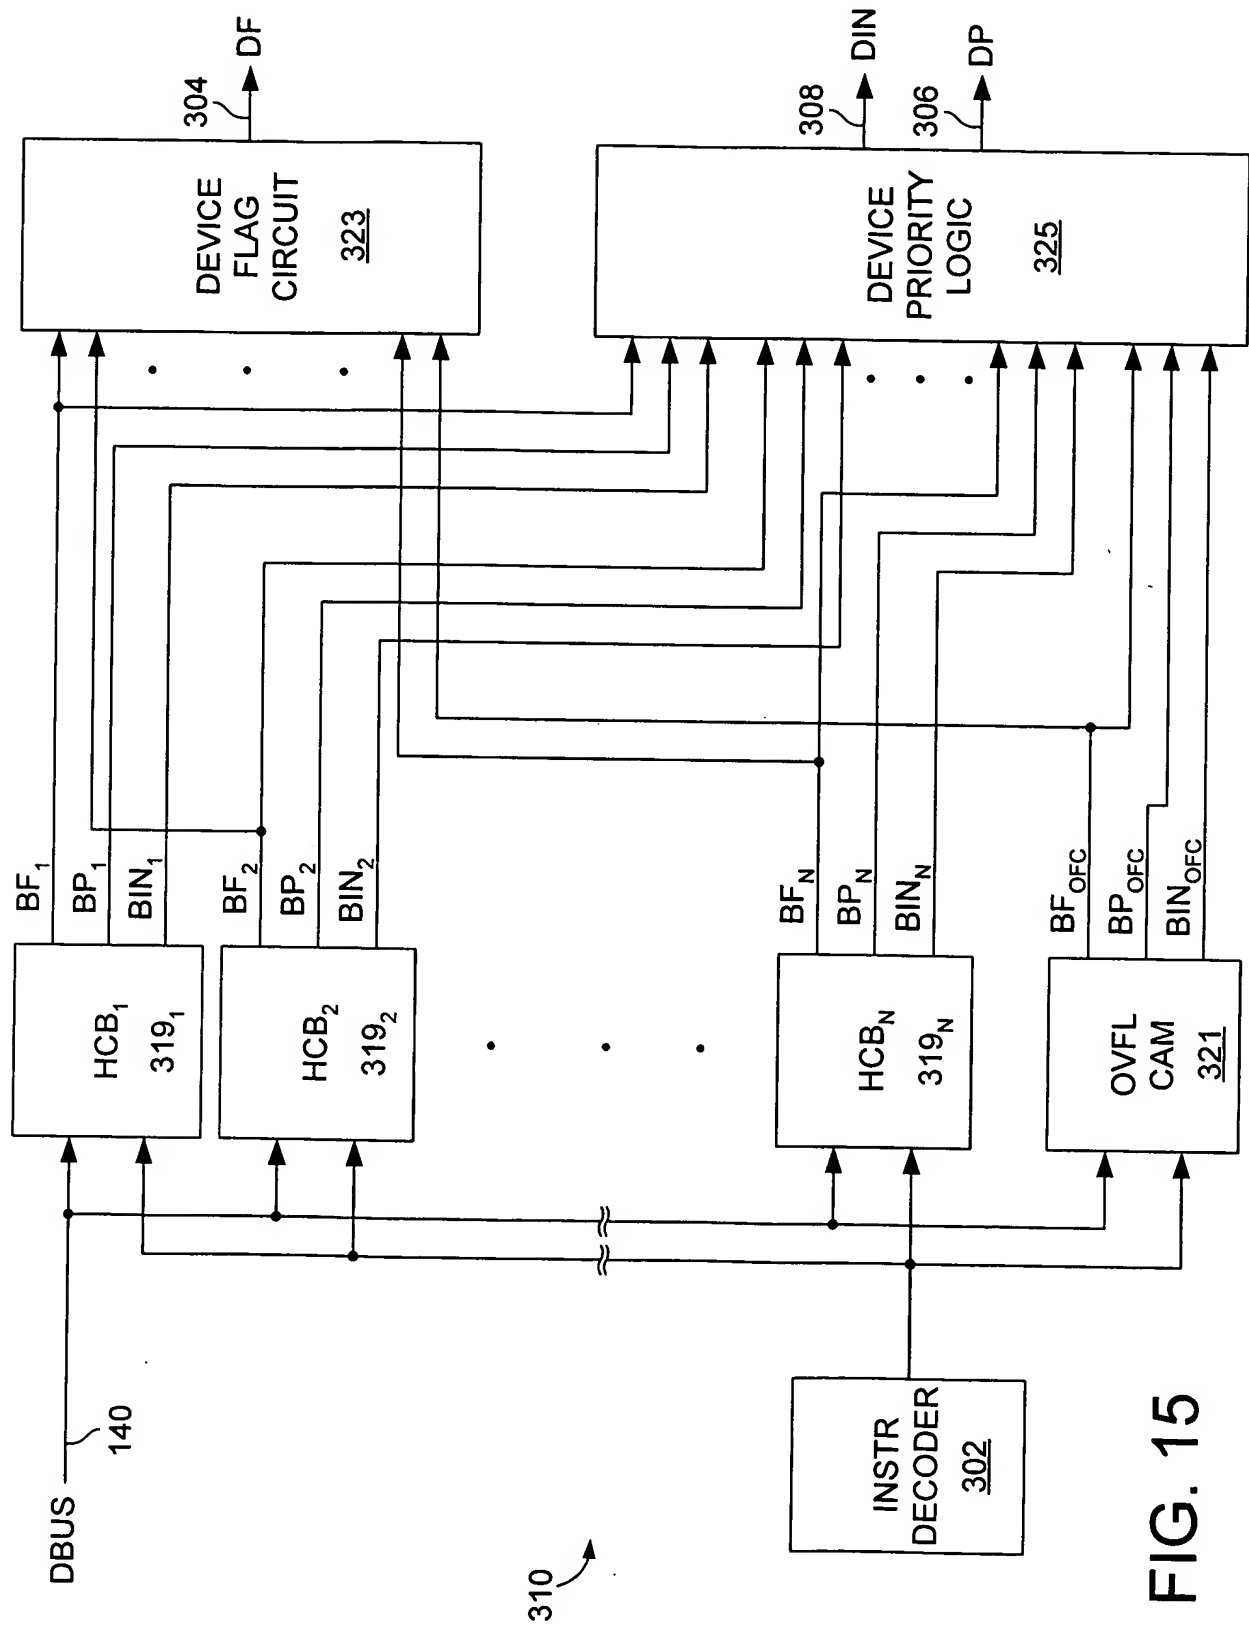 DBUS
140
HCB1
3191
BF1
BP1
BIN1
HCB2
3192
BF2
BP2
BIN2
HCBN
319N
BFN
BPN
BINN
OVFL
CAM
321
BFOFC
BPOFC
BINOFC
INSTR
DECODER
302
310
DEVICE
FLAG
CIRCUIT
323
304
DF
DEVICE
PRIORITY
LOGIC
325
308
DIN
306
DP
FIG. 15